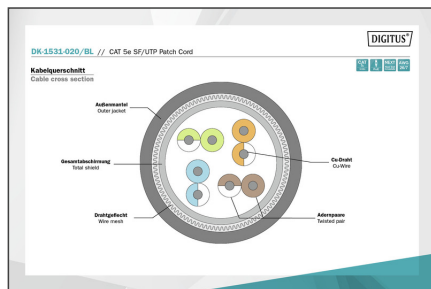 DIGITUS®
DK-1531-020/BL // CAT 5e SF/UTP Patch Cord
Kabelquerschnitt
Cable cross section
Außenmantel
Outer jacket
Gesamtabschirmung
Total shield
Drahtgeflecht
Wire mesh
Cu-Draht
Cu-Wire
Adernpaare
Twisted pair